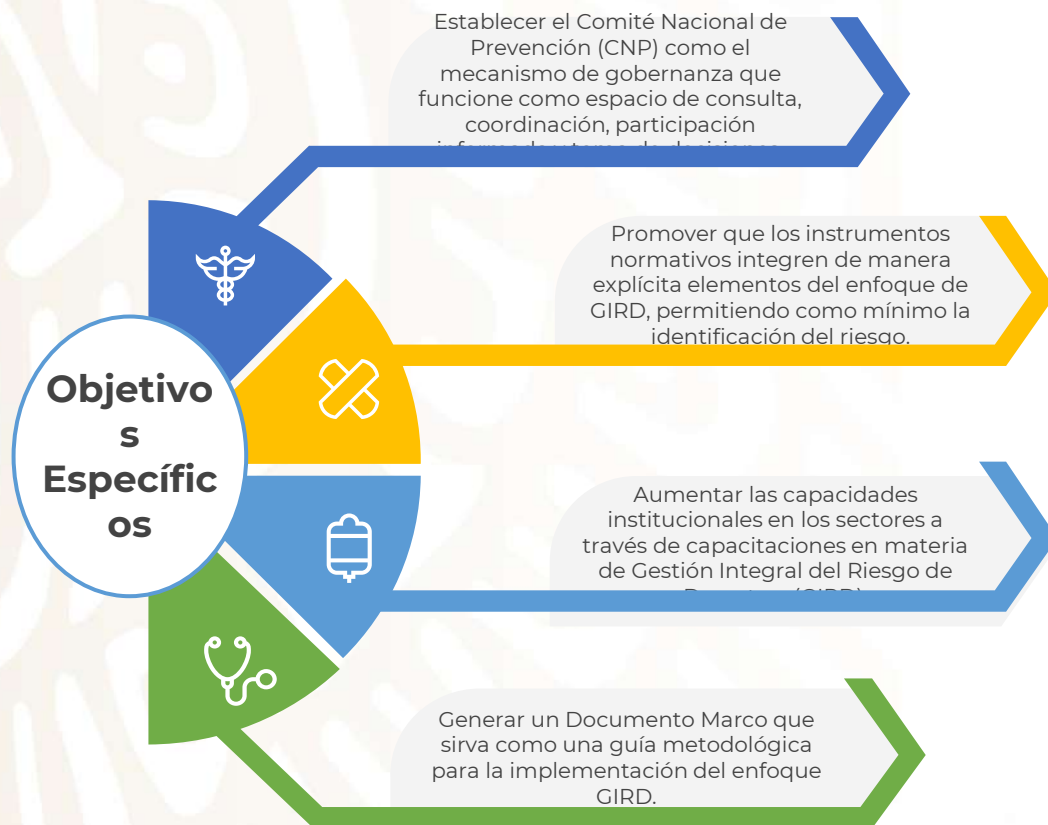 Establecer el Comité Nacional de
Prevención (CNP) como el
mecanismo de gobernanza que
funcione como espacio de consulta,
coordinación, participación
Promover que los instrumentos
normativos integren de manera
explícita elementos del enfoque de
GIRD, permitiendo como mínimo la
identificación del riesgo.
Objetivo
s
Específic
os
Aumentar las capacidades
institucionales en los sectores a
través de capacitaciones en materia
de Gestión Integral del Riesgo de
Generar un Documento Marco que
sirva como una guía metodológica
para la implementación del enfoque
GIRD.